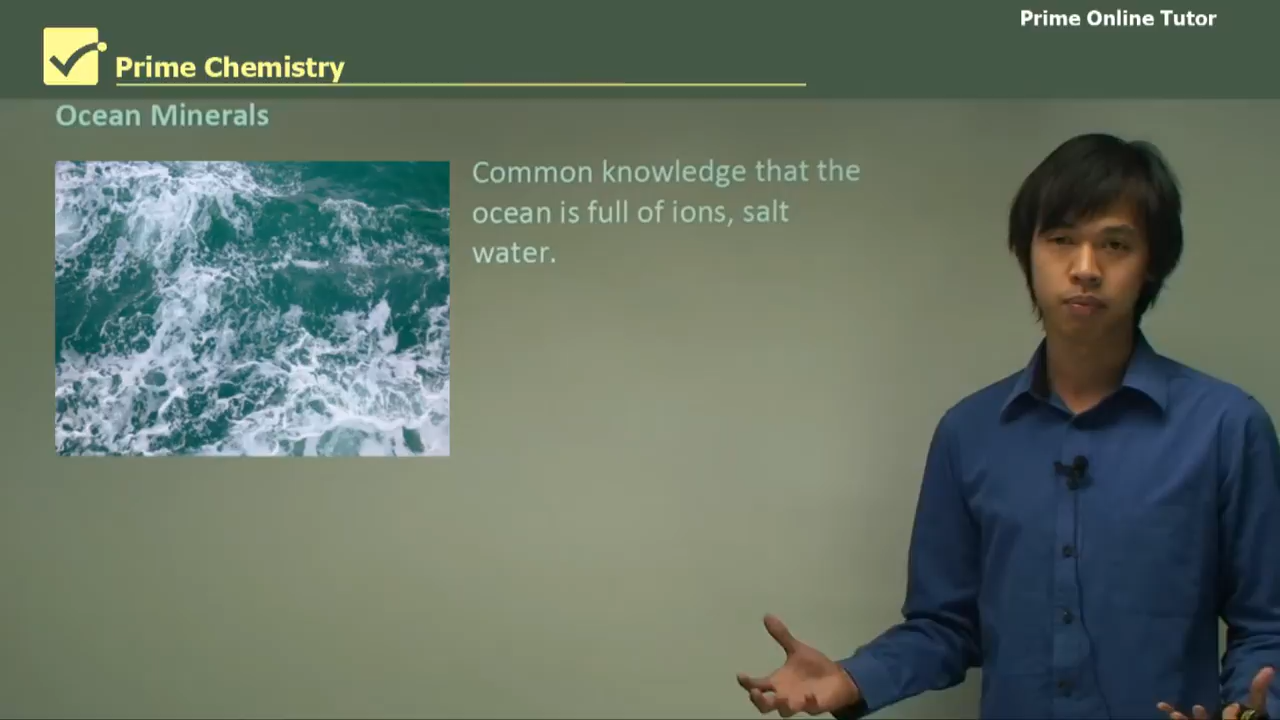 Prime Online Tutor
Prime Chemistry
Ocean Minerals
Common knowledge that the
ocean is full of ions, salt
water.